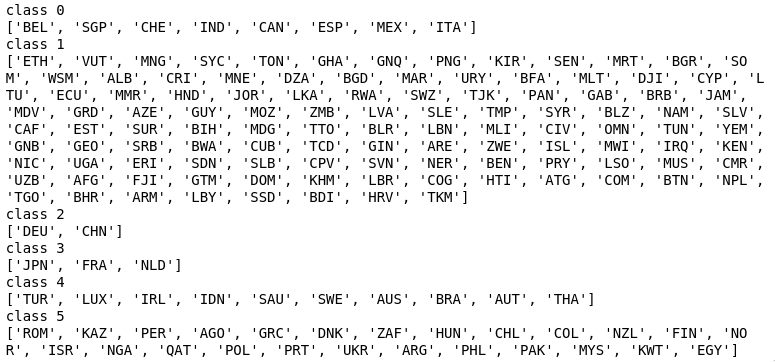 class 0
['BEL', 'SGP', 'CHE', 'IND', 'CAN', 'ESP', 'MEX', 'ITA']
class 1
['ETH', 'VUT', 'MNG', 'SYC', 'TON', 'GHA', 'GNQ', 'PNG', 'KIR', 'SEN', 'MRT', 'BGR', 'SO
M', 'WSM', 'ALB', 'CRI', 'MNE', 'DZA', 'BGD', 'MAR', 'URY', 'BFA', 'MLT', 'DJI', 'CYP', 'L
TU', 'ECU', 'MMR', 'HND', 'JOR', 'LKA', 'RWA', 'SWZ', 'TJK', 'PAN', 'GAB', 'BRB', 'JAM',
'MDV', 'GRD', 'AZE', 'GUY', 'MOZ', 'ZMB', 'LVA', 'SLE', 'TMP', 'SYR', 'BLZ', 'NAM', 'SLV',
'CAF', 'EST', 'SUR', 'BIH', 'MDG', 'TTO', 'BLR', 'LBN', 'MLI', 'CIV', 'OMN', 'TUN', 'YEM',
'GNB', 'GEO', 'SRB', 'BWA', 'CUB', 'TCD', 'GIN', 'ARE', 'ZWE', 'ISL', 'MWI', 'IRQ', 'KEN',
'NIC', 'UGA', 'ERI', 'SDN', 'SLB', 'CPV', 'SVN', 'NER', 'BEN', 'PRY', 'LSO', 'MUS', 'CMR',
'UZB', 'AFG', 'FJI', 'GTM', 'DOM', 'KHM', 'LBR', 'COG', 'HTI', 'ATG', 'COM', 'BTN', 'NPL',
'TGO', 'BHR', 'ARM', 'LBY', 'SSD', 'BDI', 'HRV', 'TKM']
class 2
['DEU', 'CHN']
class 3
['JPN', 'FRA', 'NLD']
class 4
['TUR', 'LUX', 'IRL', 'IDN', 'SAU', 'SWE', 'AUS', 'BRA', 'AUT', 'THA']
class 5
['ROM', 'KAZ', 'PER', 'AGO', 'GRC', 'DNK', 'ZAF', 'HUN', 'CHL', 'COL', 'NZL', 'FIN', 'NO
R', 'ISR', 'NGA', 'QAT', 'POL', 'PRT', 'UKR', 'ARG', 'PHL', 'PAK', 'MYS', 'KWT', 'EGY']